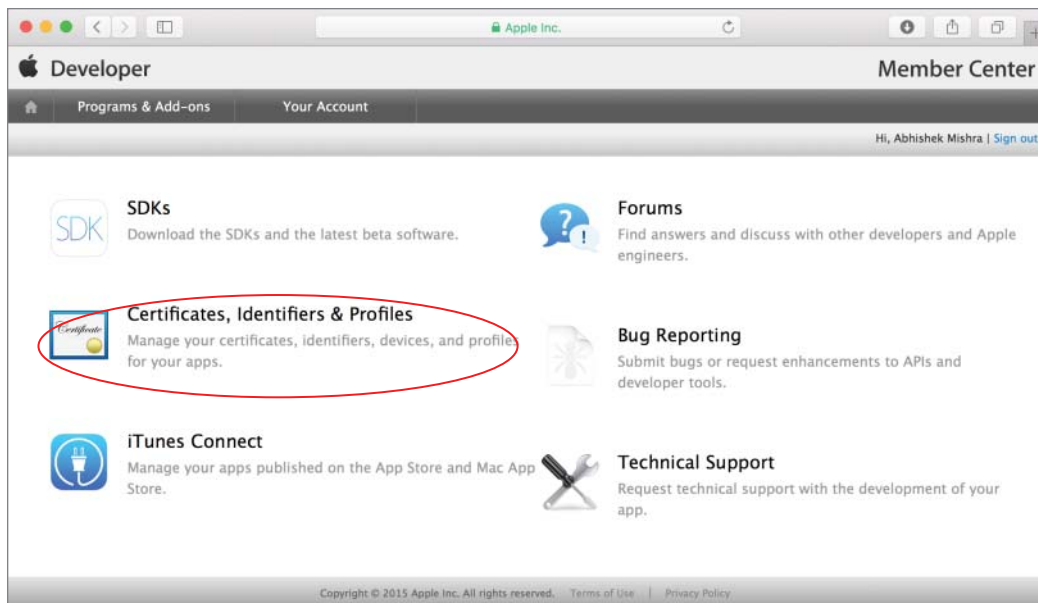 Apple Inc.
Developer
Member Center
Programs & Add-ons
Your Account
Hi, Abhishek Mishra | Sign out
SDK
SDKs
Download the SDKs and the latest beta software.
Certificate
Certificates, Identifiers & Profiles
Manage your certificates, identifiers, devices, and profiles
for your apps.
iTunes Connect
Manage your apps published on the App Store and Mac App
Store.
Forums
Find answers and discuss with other developers and Apple
engineers.
Bug Reporting
Submit bugs or request enhancements to APIs and
developer tools.
Technical Support
Request technical support with the development of your
app.
Copyright © 2015 Apple Inc. All rights reserved. Terms of Use | Privacy Policy